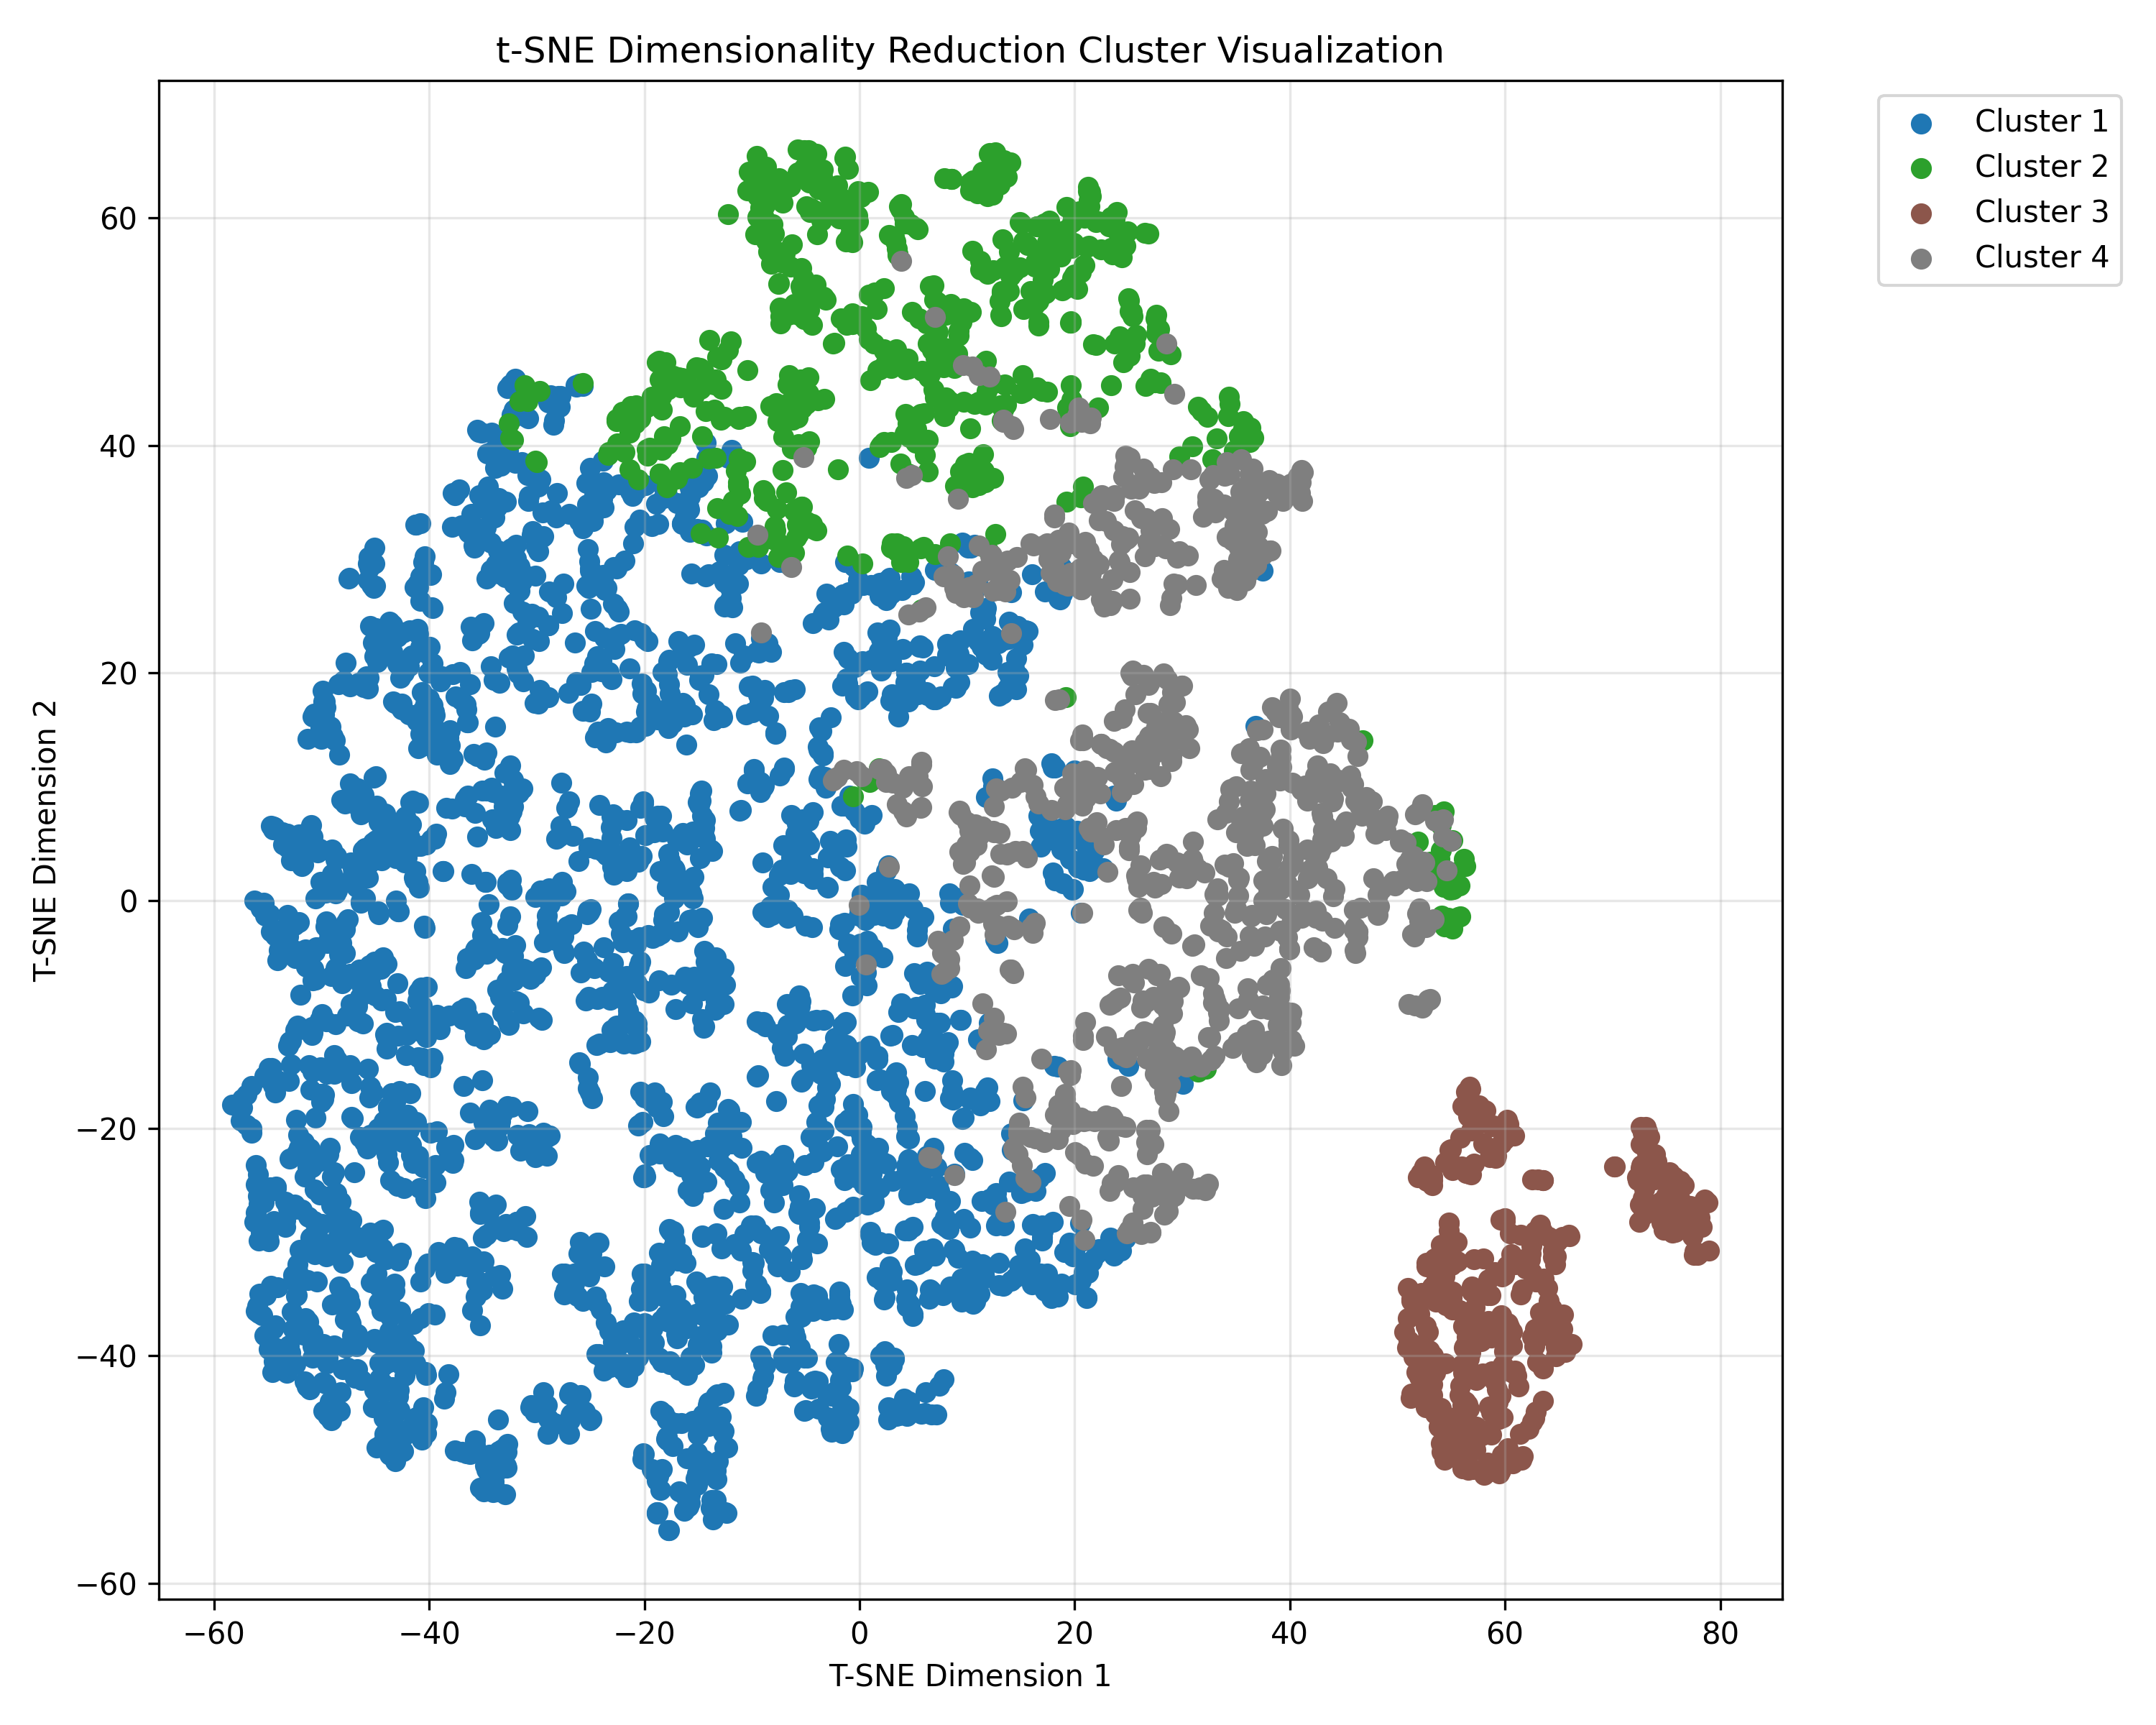 t-SNE Dimensionality Reduction Cluster Visualization
Cluster 1
Cluster 2
Cluster 3
Cluster 4
T-SNE Dimension 2
60
40
20
0
−20
−40
−60
−60 −40 −20 0 20 40 60 80
T-SNE Dimension 1